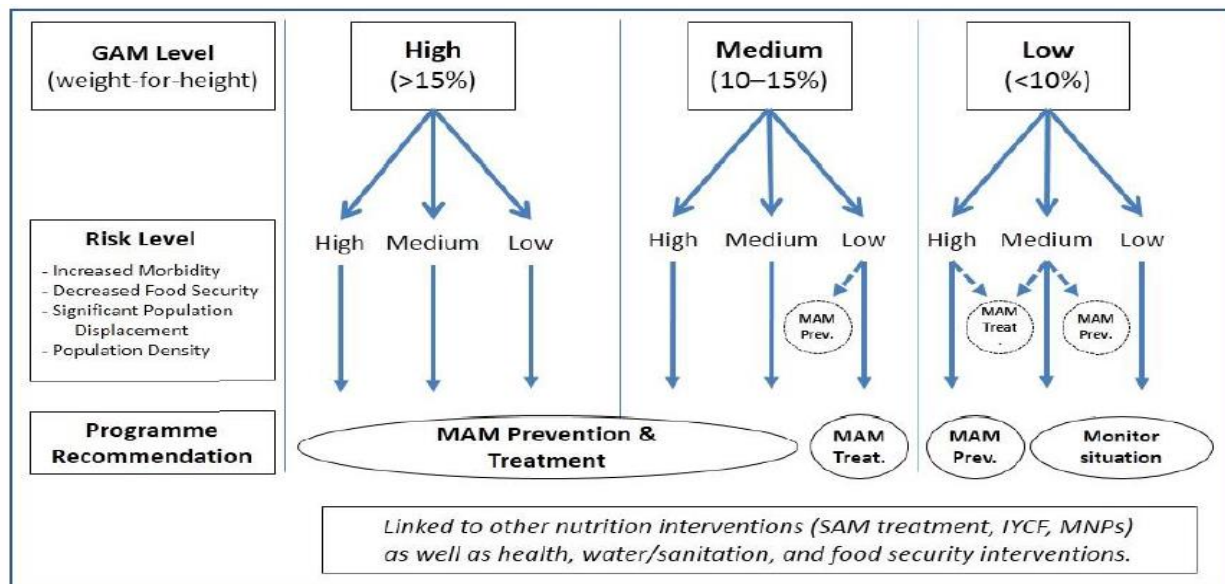 GAM Level
(weight-for-height)
High
(>15%)
Medium
(10–15%)
Low
(<10%)
Risk Level
- Increased Morbidity
- Decreased Food Security
- Significant Population
Displacement
- Population Density
High Medium Low
High Medium Low
High Medium Low
MAM
Prev.
MAM
Treat
.
MAM
Prev.
Programme
Recommendation
MAM Prevention &
Treatment
MAM
Treat.
MAM
Prev.
Monitor
situation
Linked to other nutrition interventions (SAM treatment, IYCF, MNPs)
as well as health, water/sanitation, and food security interventions.